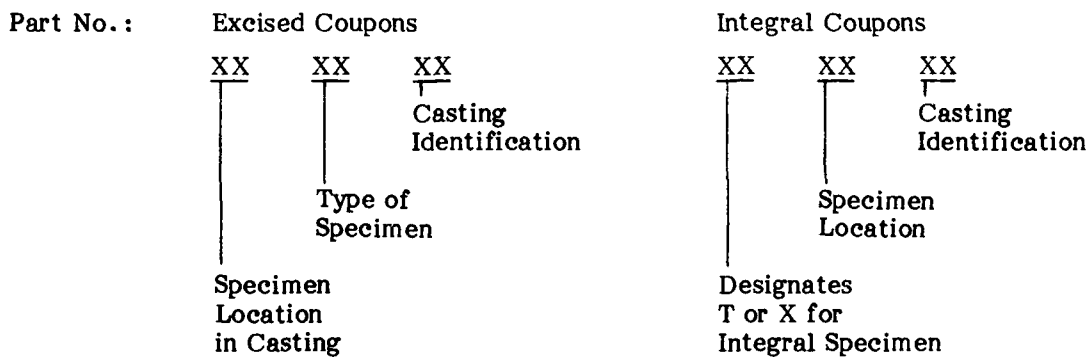 Part No.: Excised Coupons Integral Coupons
XX XX XX XX XX XX
Casting Casting
Identification Identification
Type of Specimen
Specimen Location
Specimen Designates
Location T or X for
in Casting Integral Specimen